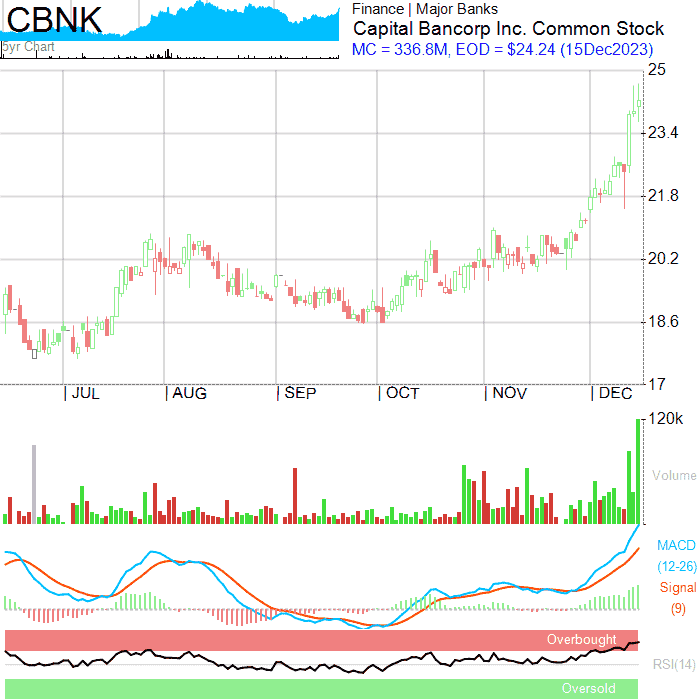 CBNK
5yr Chart
Finance | Major Banks
Capital Bancorp Inc. Common Stock
MC = 336.8M, EOD = $24.24 (15Dec2023)
25
23.4
21.8
20.2
18.6
17
| JUL | AUG | SEP | OCT | NOV | DEC
120k
Volume
MACD
(12-26)
Signal
(9)
Overbought
RSI(14)
Oversold